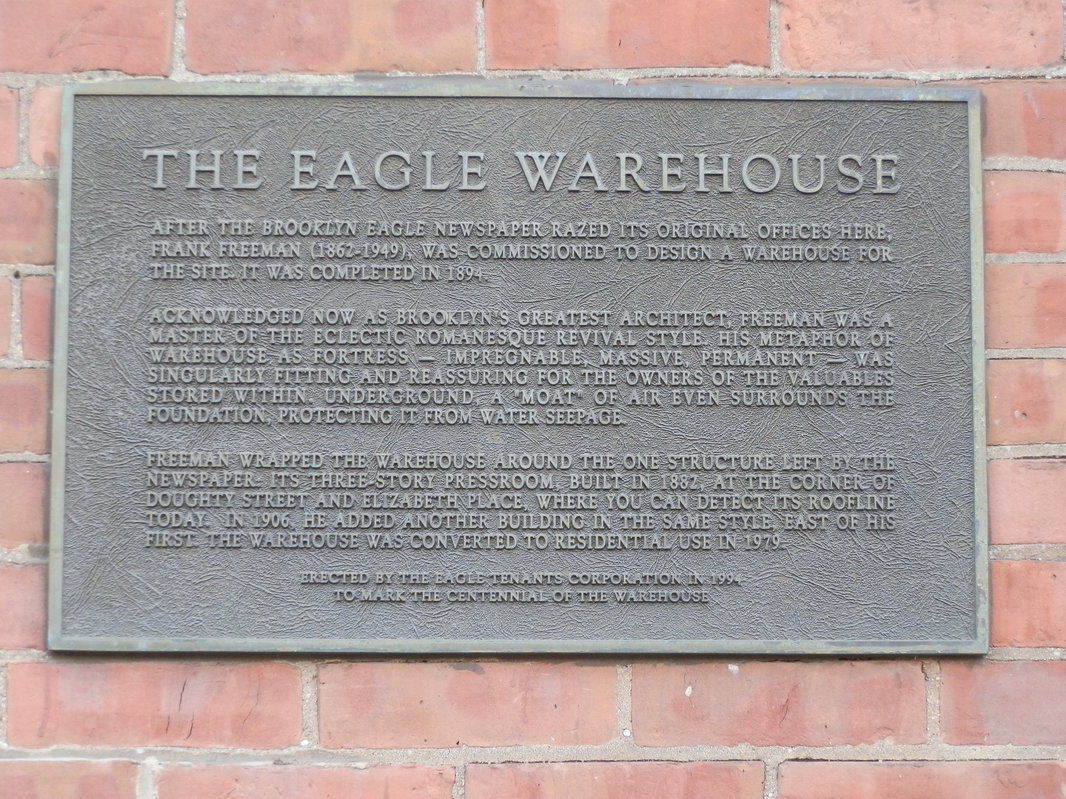 THE EAGLE WAREHOUSE
AFTER THE BROOKLYN EAGLE NEWSPAPER RAZED ITS ORIGINAL OFFICES HERE,
FRANK FREEMAN (1862-1949), WAS COMMISSIONED TO DESIGN A WAREHOUSE FOR
THE SITE. IT WAS COMPLETED IN 1894.
ACKNOWLEDGED NOW AS BROOKLYN'S GREATEST ARCHITECT, FREEMAN WAS A
MASTER OF THE ECLECTIC ROMANESQUE REVIVAL STYLE. HIS METAPHOR OF
WAREHOUSE AS FORTRESS — IMPREGNABLE, MASSIVE, PERMANENT — WAS
SINGULARLY FITTING AND REASSURING FOR THE OWNERS OF THE VALUABLES
STORED WITHIN. UNDERGROUND, A "MOAT" OF AIR EVEN SURROUNDS THE
FOUNDATION, PROTECTING IT FROM WATER SEEPAGE.
FREEMAN WRAPPED THE WAREHOUSE AROUND THE ONE STRUCTURE LEFT BY THE
NEWSPAPER: ITS THREE-STORY PRESSROOM, BUILT IN 1882, AT THE CORNER OF
DOUGHTY STREET AND ELIZABETH PLACE, WHERE YOU CAN DETECT ITS ROOFLINE
TODAY. IN 1906, HE ADDED ANOTHER BUILDING IN THE SAME STYLE, EAST OF HIS
FIRST. THE WAREHOUSE WAS CONVERTED TO RESIDENTIAL USE IN 1979.
ERECTED BY THE EAGLE TENANTS CORPORATION IN 1994
TO MARK THE CENTENNIAL OF THE WAREHOUSE